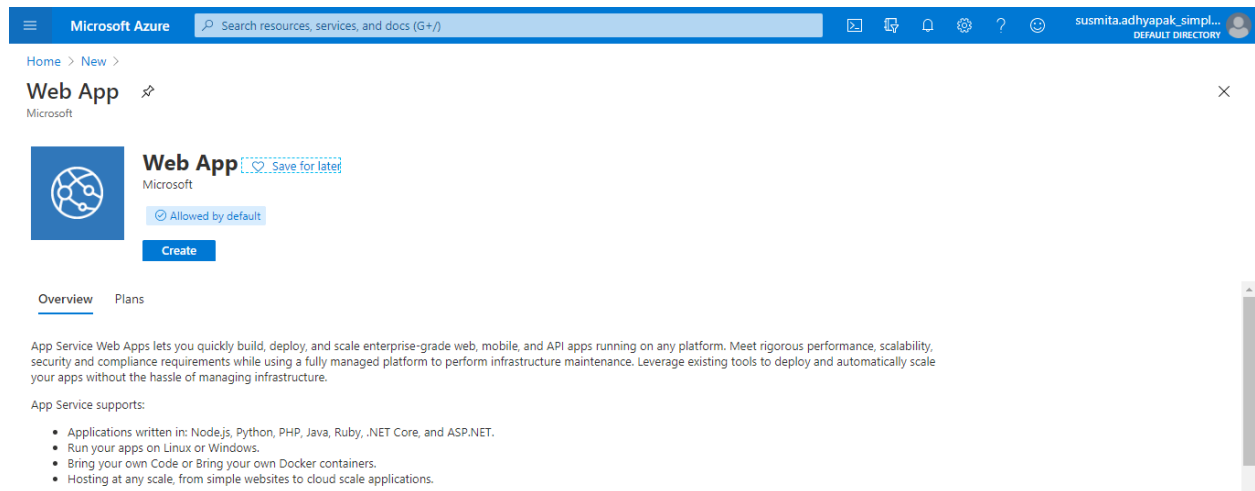 Microsoft Azure
Search resources, services, and docs (G+/)
susmita.adhyapak_simpl...
DEFAULT DIRECTORY
Home > New >
Web App
Microsoft
Web App
Save for later
Microsoft
Allowed by default
Create
Overview Plans
App Service Web Apps lets you quickly build, deploy, and scale enterprise-grade web, mobile, and API apps running on any platform. Meet rigorous performance, scalability,
security and compliance requirements while using a fully managed platform to perform infrastructure maintenance. Leverage existing tools to deploy and automatically scale
your apps without the hassle of managing infrastructure.
App Service supports:
• Applications written in: Node.js, Python, PHP, Java, Ruby, .NET Core, and ASP.NET.
• Run your apps on Linux or Windows.
• Bring your own Code or Bring your own Docker containers.
• Hosting at any scale, from simple websites to cloud scale applications.